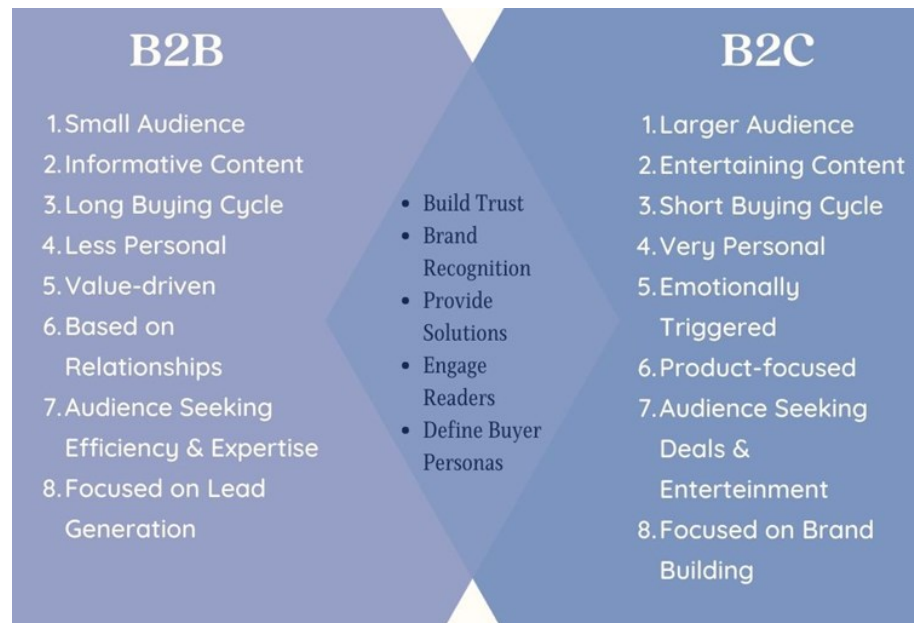 B2B
1. Small Audience
2. Informative Content
3. Long Buying Cycle
4. Less Personal
5. Value-driven
6. Based on
Relationships
7. Audience Seeking
Efficiency & Expertise
8. Focused on Lead
Generation
• Build Trust
• Brand
Recognition
• Provide
Solutions
• Engage
Readers
• Define Buyer
Personas
B2C
1. Larger Audience
2. Entertaining Content
3. Short Buying Cycle
4. Very Personal
5. Emotionally
Triggered
6. Product-focused
7. Audience Seeking
Deals &
Enterteinment
8. Focused on Brand
Building